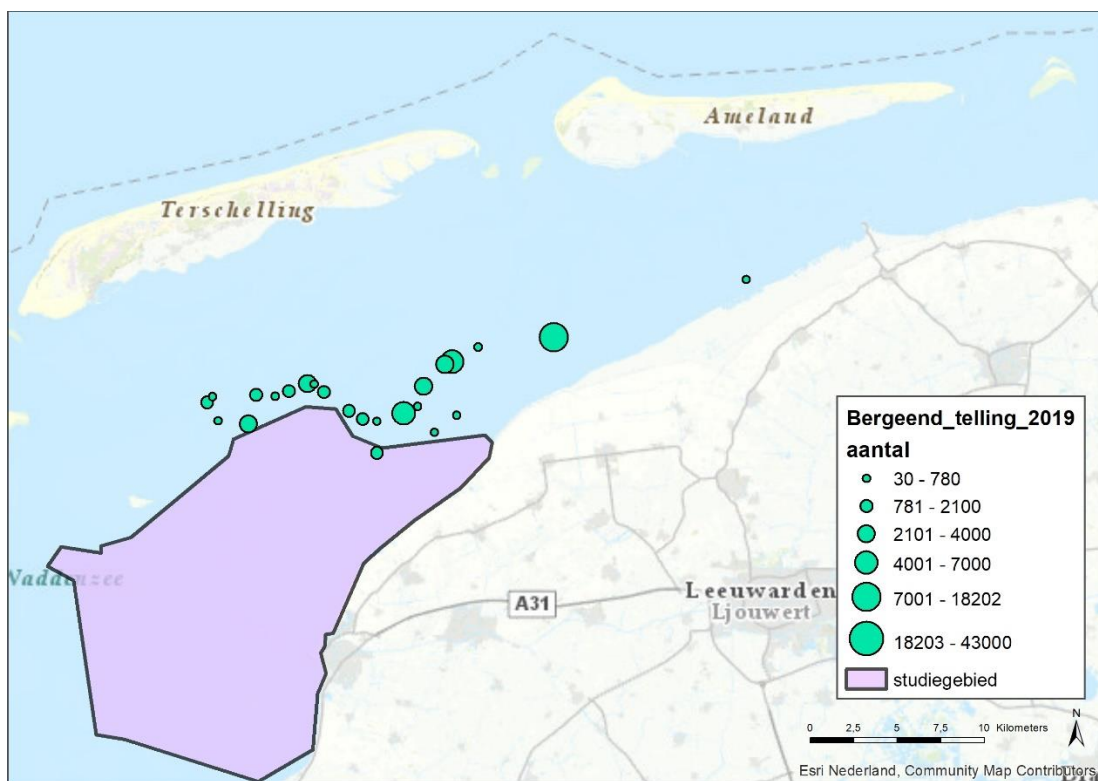 Ameland
Terschelling
Waddenzee
A31
Leeuwarden
Ljouwert
Bergeend_telling_2019
aantal
30 - 780
781 - 2100
2101 - 4000
4001 - 7000
7001 - 18202
18203 - 43000
studiegebied
0 2,5 5 7,5 10 Kilometers
N
Esri Nederland, Community Map Contributors